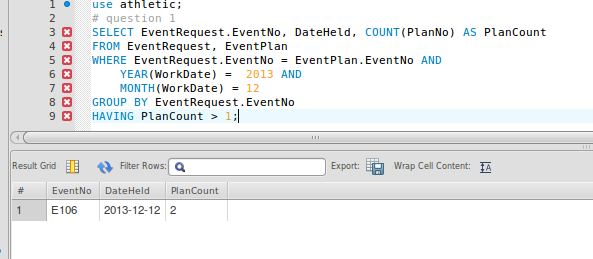 1 use athletic;
2 # question 1
3 SELECT EventRequest.EventNo, DateHeld, COUNT(PlanNo) AS PlanCount
4 FROM EventRequest, EventPlan
5 WHERE EventRequest.EventNo = EventPlan.EventNo AND
6 YEAR(WorkDate) = 2013 AND
7 MONTH(WorkDate) = 12
8 GROUP BY EventRequest.EventNo
9 HAVING PlanCount > 1;
Result Grid Filter Rows: Export: Wrap Cell Content: IA
# EventNo DateHeld PlanCount
1 E106 2013-12-12 2